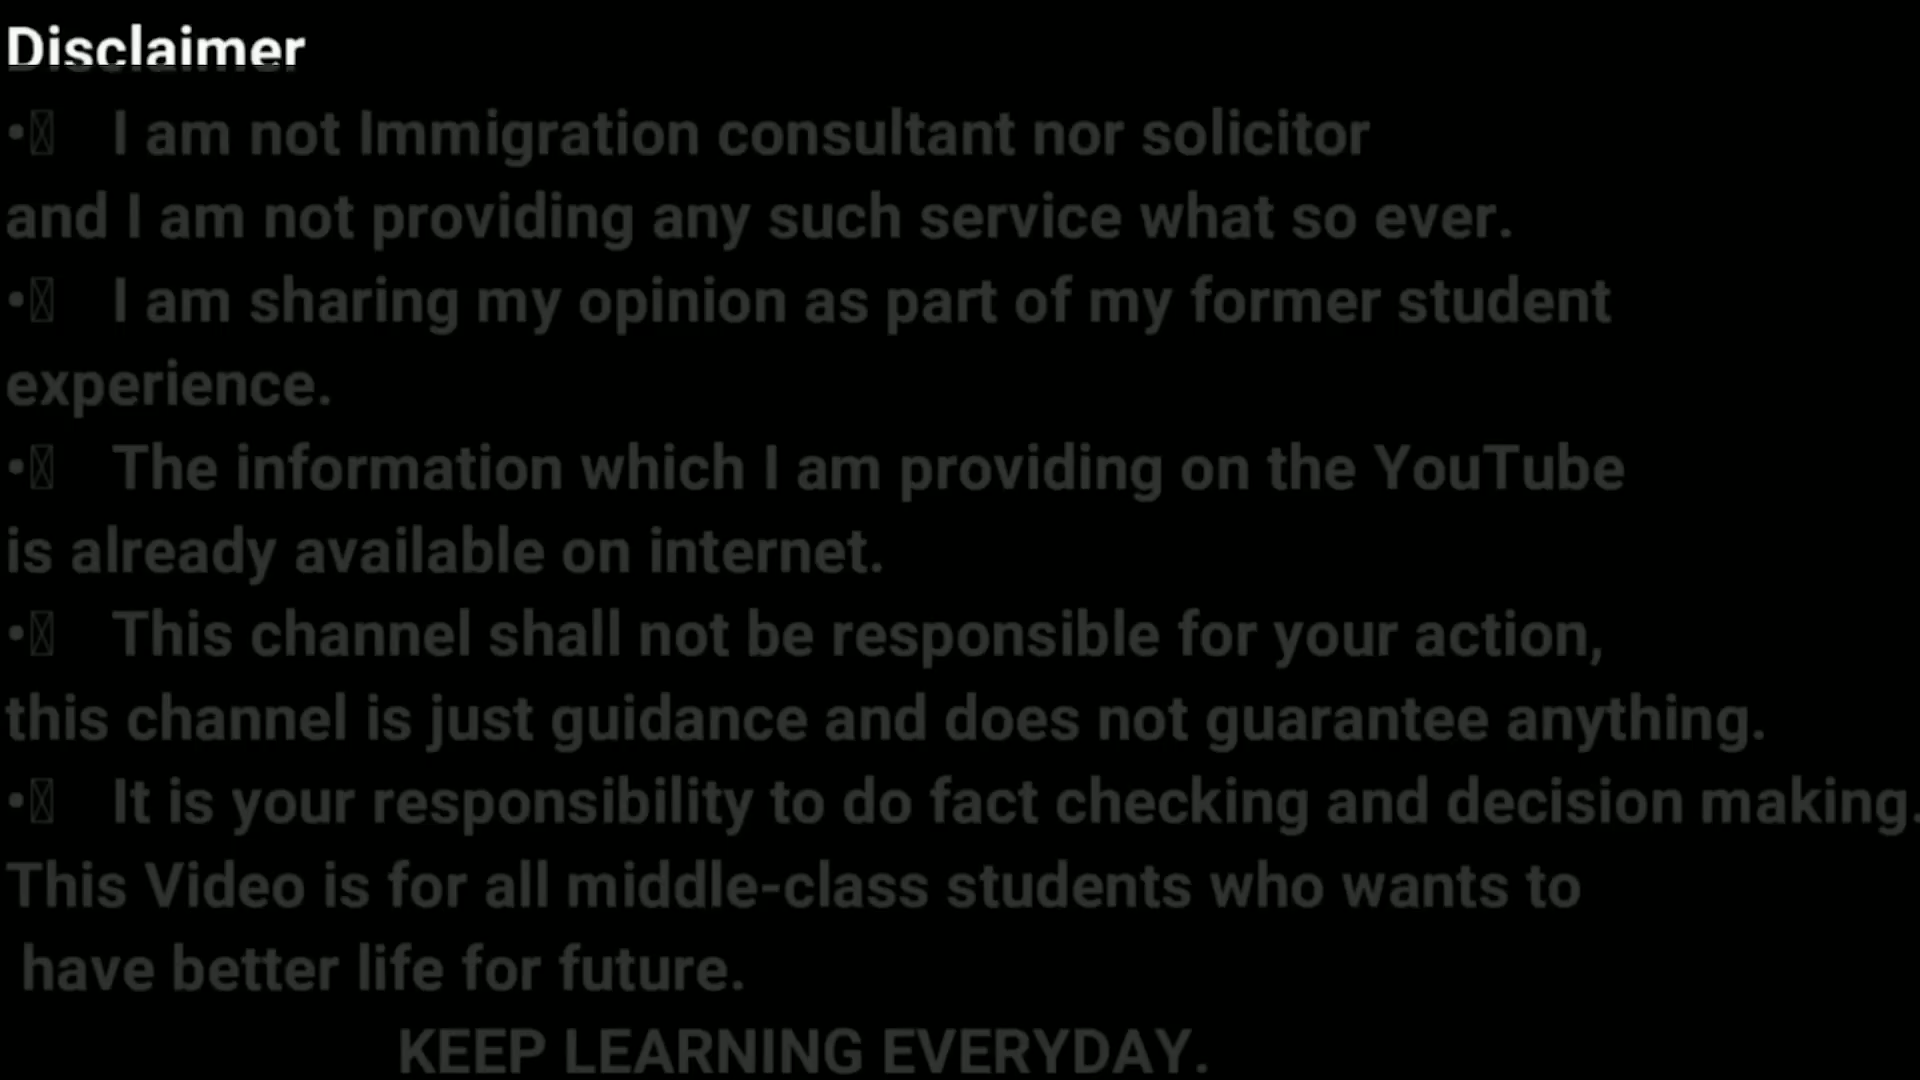 Disclaimer
• I am not Immigration consultant nor solicitor
and I am not providing any such service what so ever.
• I am sharing my opinion as part of my former student
experience.
• The information which I am providing on the YouTube
is already available on internet.
• This channel shall not be responsible for your action,
this channel is just guidance and does not guarantee anything.
• It is your responsibility to do fact checking and decision making.
This Video is for all middle-class students who wants to
have better life for future.
KEEP LEARNING EVERYDAY.